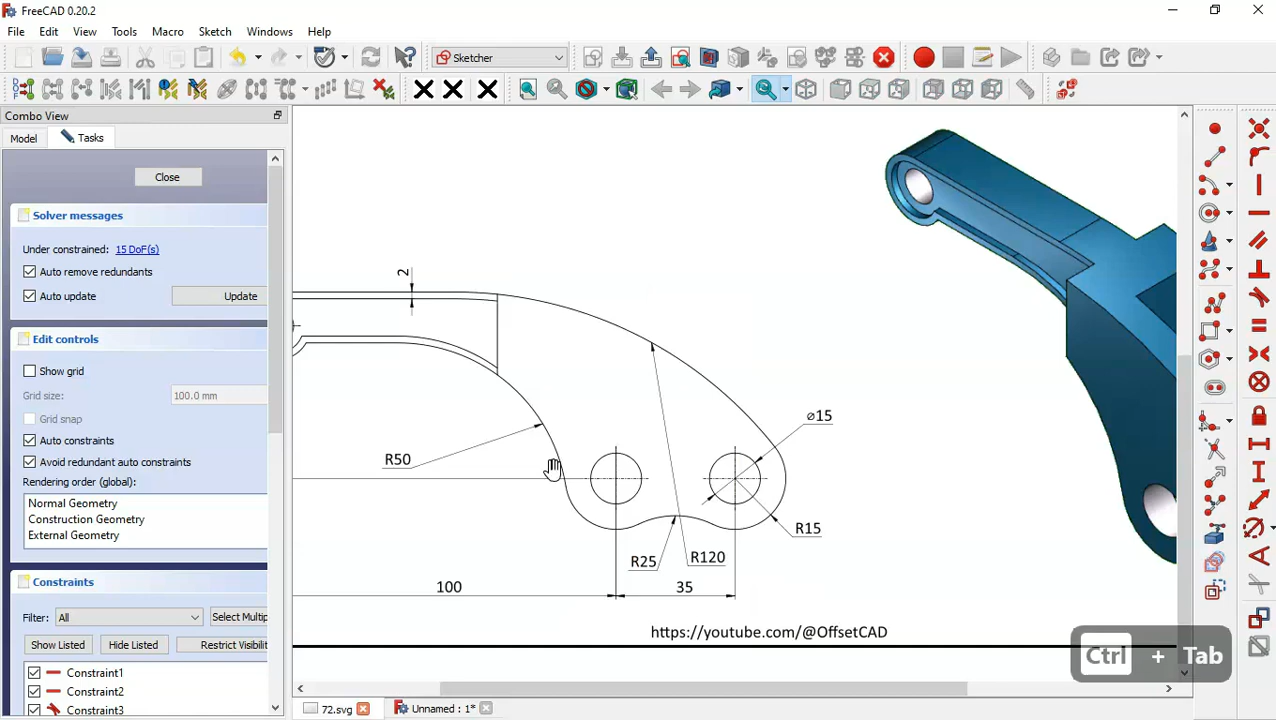 FreeCAD 0.20.2
File Edit View Tools Macro Sketch Windows Help
Sketcher
Combo View
Model Tasks
Close
Solver messages
Under constrained: 15 DoF(s)
Auto remove redundants
Auto update Update
Edit controls
Show grid
Grid size: 100.0 mm
Grid snap
Auto constraints
Avoid redundant auto constraints
Rendering order (global):
Normal Geometry
Construction Geometry
External Geometry
Constraints
Filter: All Select Multip
Show Listed Hide Listed Restrict Visibili
Constraint1
Constraint2
Constraint3
2
⌀15
R50
R15
R25 R120
100 35
https://youtube.com/@OffsetCAD
Ctrl + Tab
72.svg Unnamed : 1*